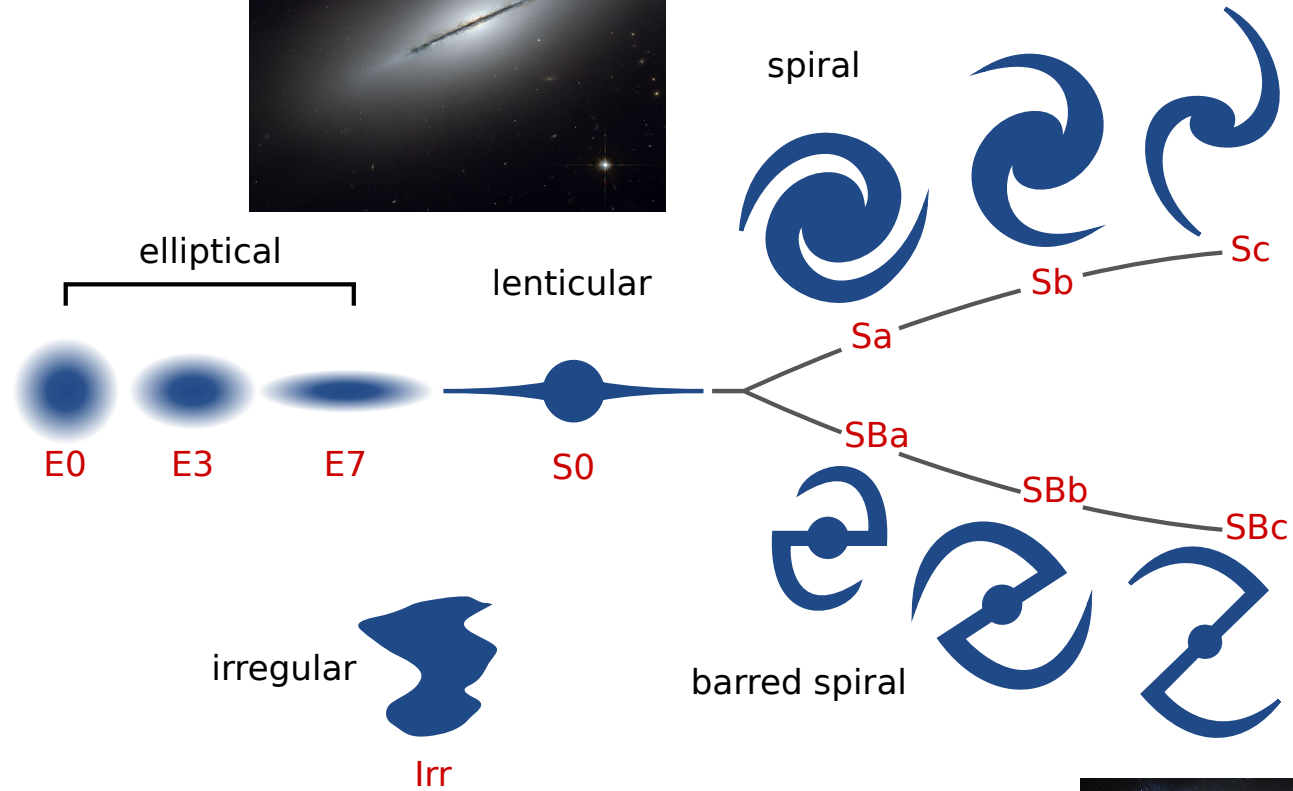 spiral
elliptical
lenticular
Sc
Sb
Sa
E0
E3
E7
S0
SBa
SBb
SBc
irregular
barred spiral
Irr